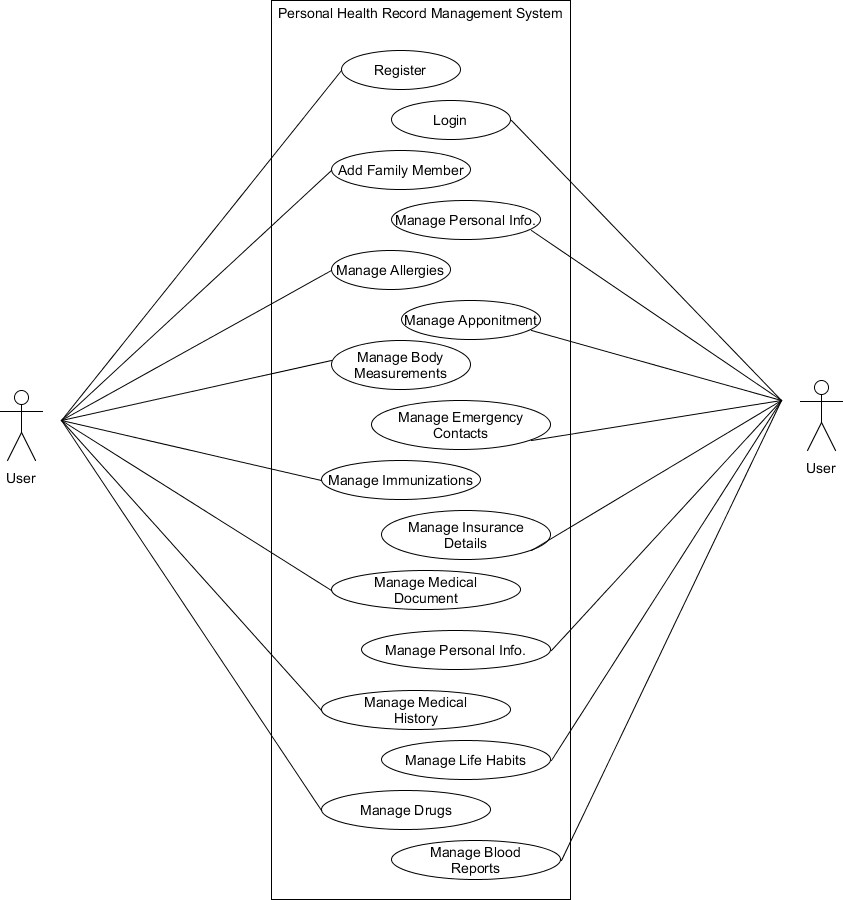 Personal Health Record Management System
Register
Login
Add Family Member
Manage Personal Info.
Manage Allergies
Manage Apponitment
Manage Body
Measurements
Manage Emergency
Contacts
User
User
Manage Immunizations
Manage Insurance
Details
Manage Medical
Document
Manage Personal Info.
Manage Medical
History
Manage Life Habits
Manage Drugs
Manage Blood
Reports